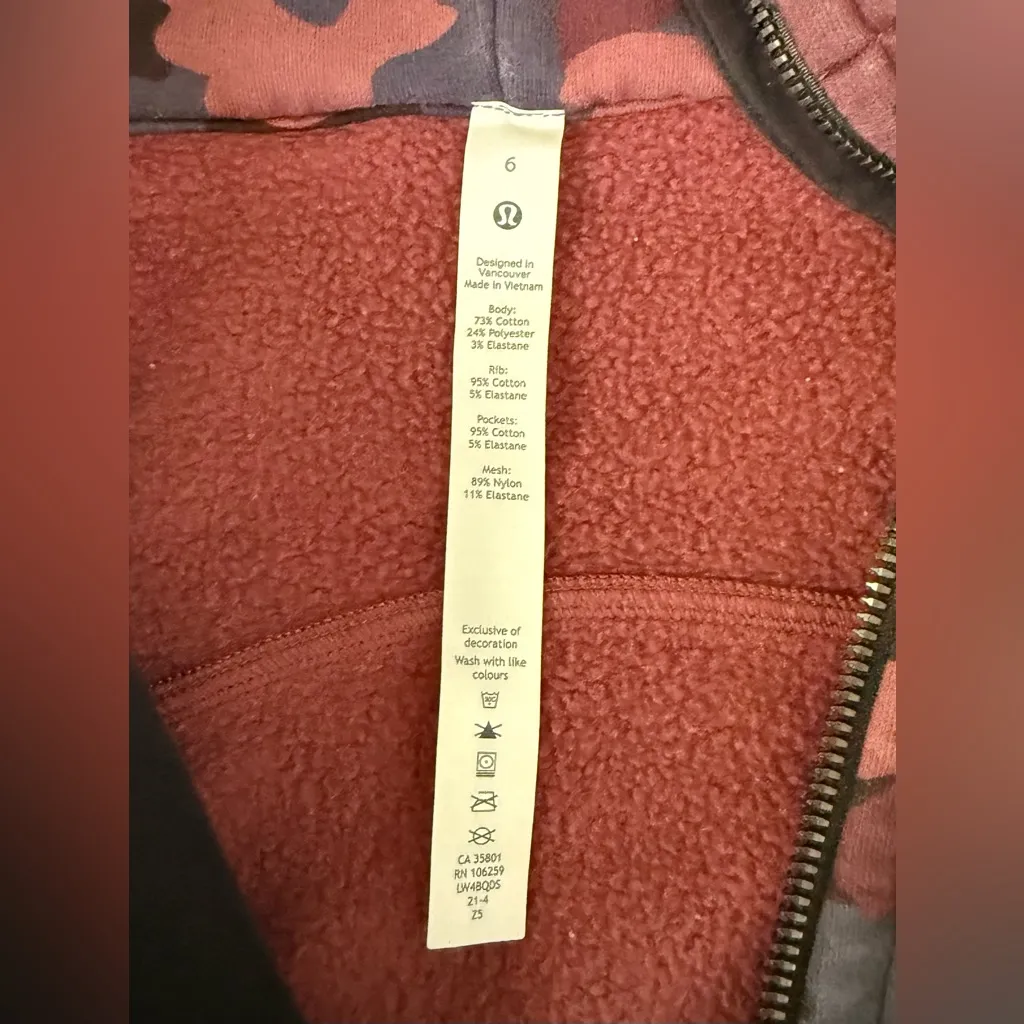 6
Designed in
Vancouver
Made in Vietnam
Body:
73% Cotton
24% Polyester
3% Elastane
Rib:
95% Cotton
5% Elastane
Pockets:
95% Cotton
5% Elastane
Mesh:
89% Nylon
11% Elastane
Exclusive of
decoration
Wash with like
colours
30C
CA 35801
RN 106259
LW4BQDS
21-4
Z5